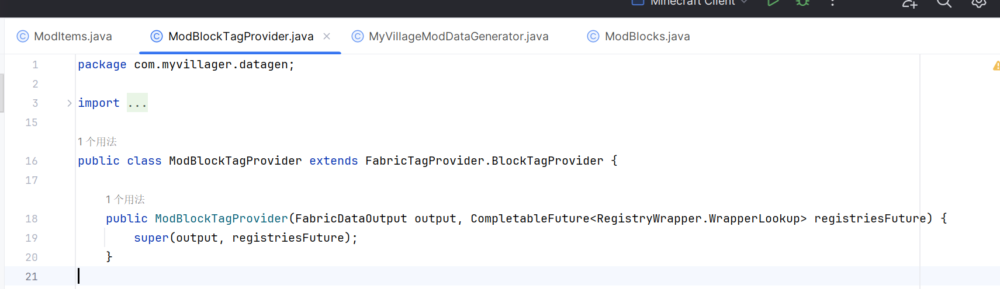 Minecraft Client
ModItems.java ModBlockTagProvider.java MyVillageModDataGenerator.java ModBlocks.java
1 package com.myvillager.datagen;
2
3 import ...
15
1 个用法
16 public class ModBlockTagProvider extends FabricTagProvider.BlockTagProvider {
17
1 个用法
18 public ModBlockTagProvider(FabricDataOutput output, CompletableFuture<RegistryWrapper.WrapperLookup> registriesFuture) {
19 super(output, registriesFuture);
20 }
21